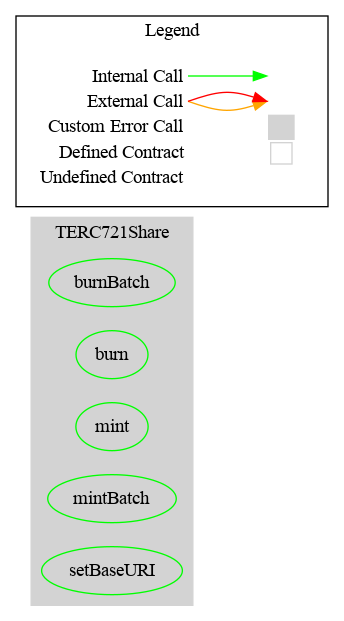 Legend
Internal Call
External Call
Custom Error Call
Defined Contract
Undefined Contract
TERC721Share
burnBatch
burn
mint
mintBatch
setBaseURI